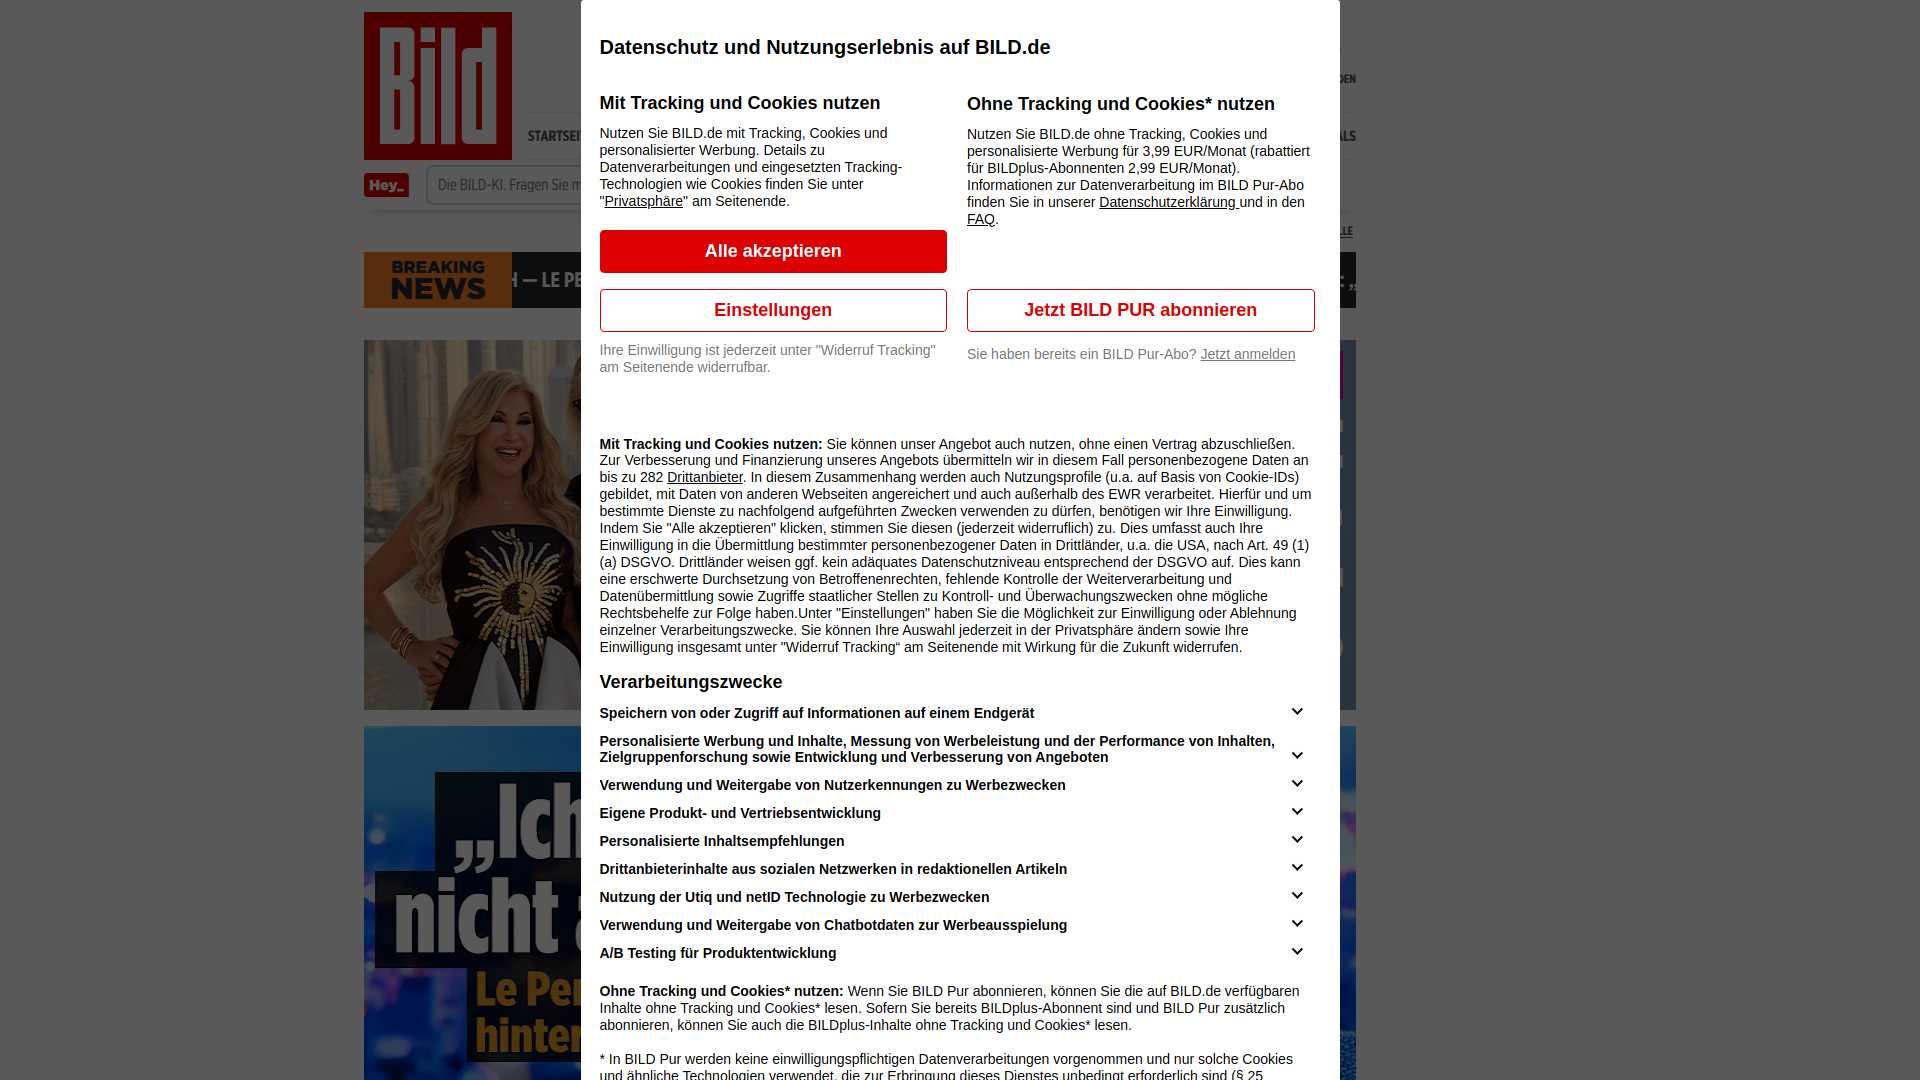 Bild
STARTSEI
Hey_
Die BILD-KI. Fragen Sie m
BREAKING
NEWS
H — LE PE
DEN
ALS
LLE
„Ich
nicht
Le Pe
hinter
Datenschutz und Nutzungserlebnis auf BILD.de
Mit Tracking und Cookies nutzen
Nutzen Sie BILD.de mit Tracking, Cookies und
personalisierter Werbung. Details zu
Datenverarbeitungen und eingesetzten Tracking-
Technologien wie Cookies finden Sie unter
"Privatsphäre" am Seitenende.
Alle akzeptieren
Einstellungen
Ihre Einwilligung ist jederzeit unter "Widerruf Tracking"
am Seitenende widerrufbar.
Ohne Tracking und Cookies* nutzen
Nutzen Sie BILD.de ohne Tracking, Cookies und
personalisierte Werbung für 3,99 EUR/Monat (rabattiert
für BILDplus-Abonnenten 2,99 EUR/Monat).
Informationen zur Datenverarbeitung im BILD Pur-Abo
finden Sie in unserer Datenschutzerklärung und in den
FAQ.
Jetzt BILD PUR abonnieren
Sie haben bereits ein BILD Pur-Abo? Jetzt anmelden
Mit Tracking und Cookies nutzen: Sie können unser Angebot auch nutzen, ohne einen Vertrag abzuschließen.
Zur Verbesserung und Finanzierung unseres Angebots übermitteln wir in diesem Fall personenbezogene Daten an
bis zu 282 Drittanbieter. In diesem Zusammenhang werden auch Nutzungsprofile (u.a. auf Basis von Cookie-IDs)
gebildet, mit Daten von anderen Webseiten angereichert und auch außerhalb des EWR verarbeitet. Hierfür und um
bestimmte Dienste zu nachfolgend aufgeführten Zwecken verwenden zu dürfen, benötigen wir Ihre Einwilligung.
Indem Sie "Alle akzeptieren" klicken, stimmen Sie diesen (jederzeit widerruflich) zu. Dies umfasst auch Ihre
Einwilligung in die Übermittlung bestimmter personenbezogener Daten in Drittländer, u.a. die USA, nach Art. 49 (1)
(a) DSGVO. Drittländer weisen ggf. kein adäquates Datenschutzniveau entsprechend der DSGVO auf. Dies kann
eine erschwerte Durchsetzung von Betroffenenrechten, fehlende Kontrolle der Weiterverarbeitung und
Datenübermittlung sowie Zugriffe staatlicher Stellen zu Kontroll- und Überwachungszwecken ohne mögliche
Rechtsbehelfe zur Folge haben.Unter "Einstellungen" haben Sie die Möglichkeit zur Einwilligung oder Ablehnung
einzelner Verarbeitungszwecke. Sie können Ihre Auswahl jederzeit in der Privatsphäre ändern sowie Ihre
Einwilligung insgesamt unter "Widerruf Tracking“ am Seitenende mit Wirkung für die Zukunft widerrufen.
Verarbeitungszwecke
Speichern von oder Zugriff auf Informationen auf einem Endgerät
Personalisierte Werbung und Inhalte, Messung von Werbeleistung und der Performance von Inhalten,
Zielgruppenforschung sowie Entwicklung und Verbesserung von Angeboten
Verwendung und Weitergabe von Nutzerkennungen zu Werbezwecken
Eigene Produkt- und Vertriebsentwicklung
Personalisierte Inhaltsempfehlungen
Drittanbieterinhalte aus sozialen Netzwerken in redaktionellen Artikeln
Nutzung der Utiq und netID Technologie zu Werbezwecken
Verwendung und Weitergabe von Chatbotdaten zur Werbeausspielung
A/B Testing für Produktentwicklung
Ohne Tracking und Cookies* nutzen: Wenn Sie BILD Pur abonnieren, können Sie die auf BILD.de verfügbaren
Inhalte ohne Tracking und Cookies* lesen. Sofern Sie bereits BILDplus-Abonnent sind und BILD Pur zusätzlich
abonnieren, können Sie auch die BILDplus-Inhalte ohne Tracking und Cookies* lesen.
* In BILD Pur werden keine einwilligungspflichtigen Datenverarbeitungen vorgenommen und nur solche Cookies
und ähnliche Technologien verwendet, die zur Erbringung dieses Dienstes unbedingt erforderlich sind (§ 25